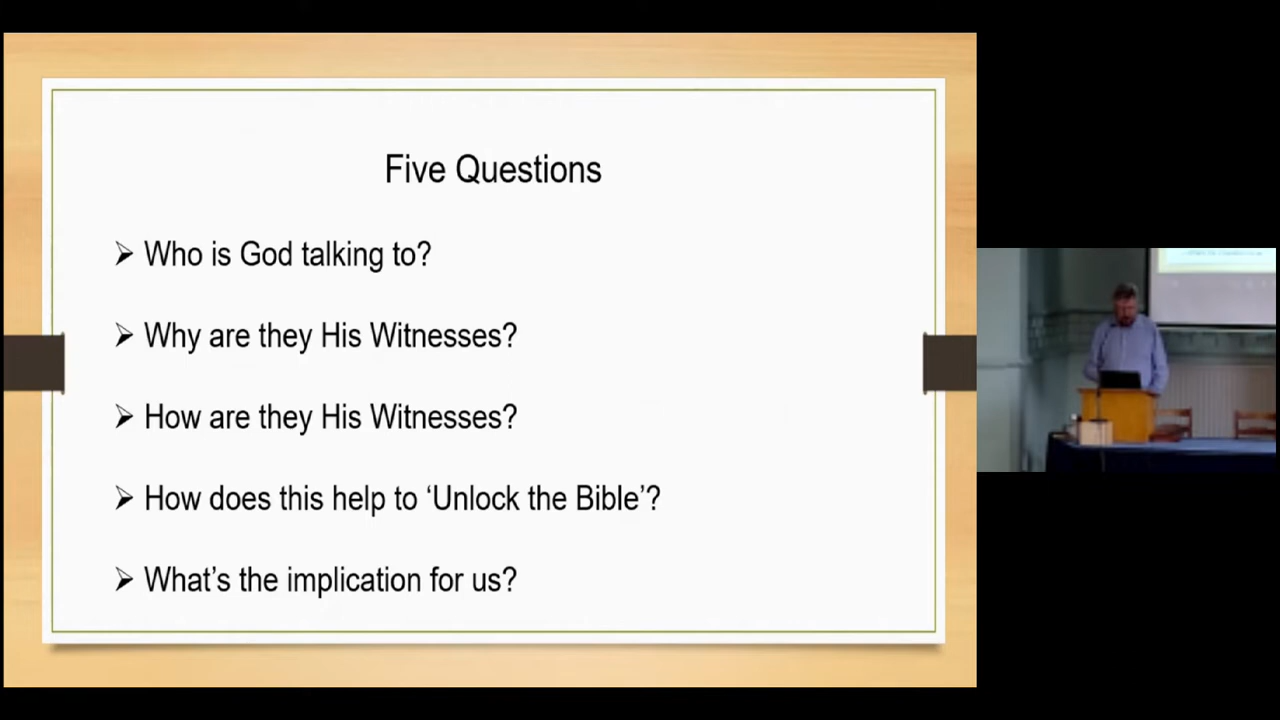 Five Questions
➢ Who is God talking to?
➢ Why are they His Witnesses?
➢ How are they His Witnesses?
➢ How does this help to ‘Unlock the Bible’?
➢ What’s the implication for us?